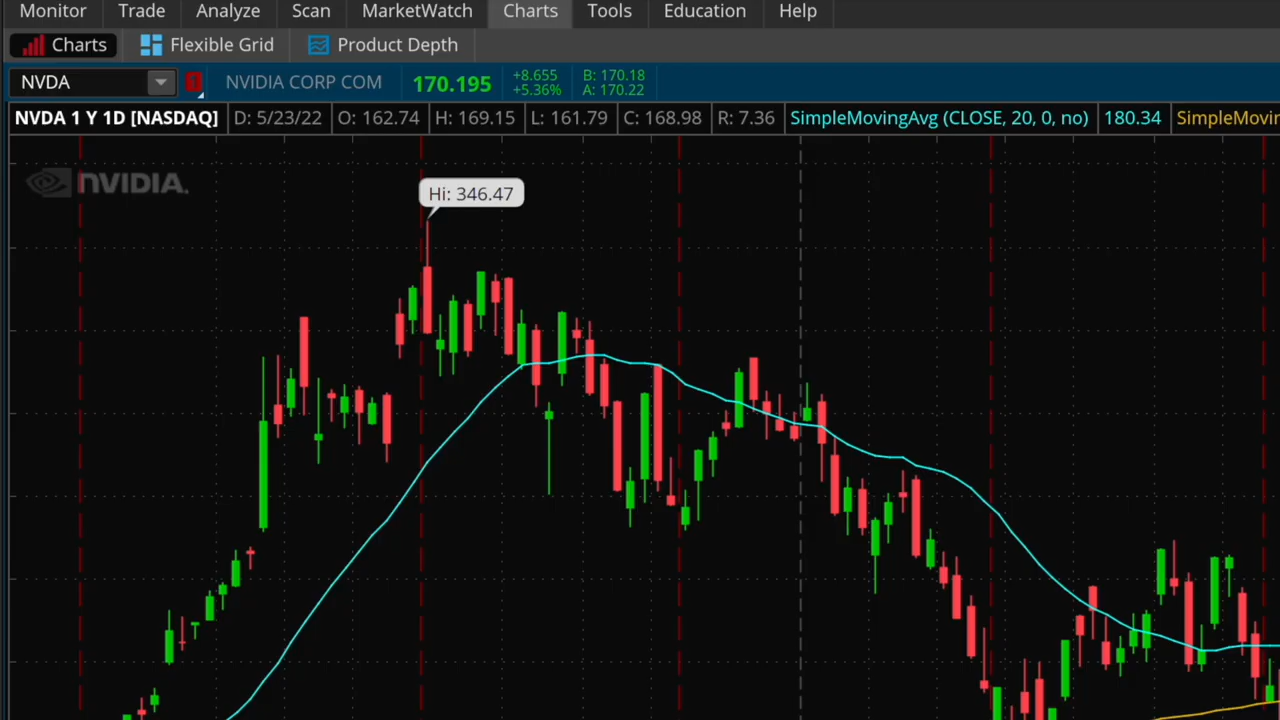 Monitor Trade Analyze Scan MarketWatch Charts Tools Education Help
Charts Flexible Grid Product Depth
NVDA 1 NVIDIA CORP COM 170.195 +8.655 B: 170.18
+5.36% A: 170.22
NVDA 1 Y 1D [NASDAQ] D: 5/23/22 O: 162.74 H: 169.15 L: 161.79 C: 168.98 R: 7.36 SimpleMovingAvg (CLOSE, 20, 0, no) 180.34 SimpleMovin
NVIDIA.
Hi: 346.47